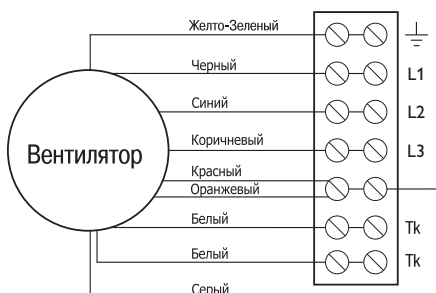 Желто-Зеленый
Черный L1
Синий L2
Коричневый L3
Вентилятор
Красный
Оранжевый
Белый Tk
Белый Tk
Серый